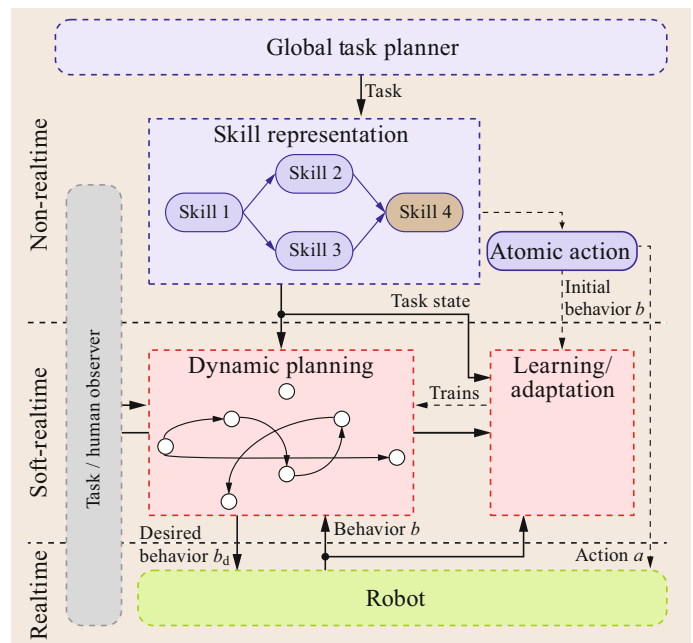 Global task planner
Task
Non-realtime
Skill representation
Skill 2
Skill 1
Skill 4
Skill 3
Atomic action
Initial
behavior b
Task state
Task / human observer
Soft-realtime
Dynamic planning
Learning/
adaptation
Trains
Desired
behavior b_d
Behavior b
Action a
Realtime
Robot